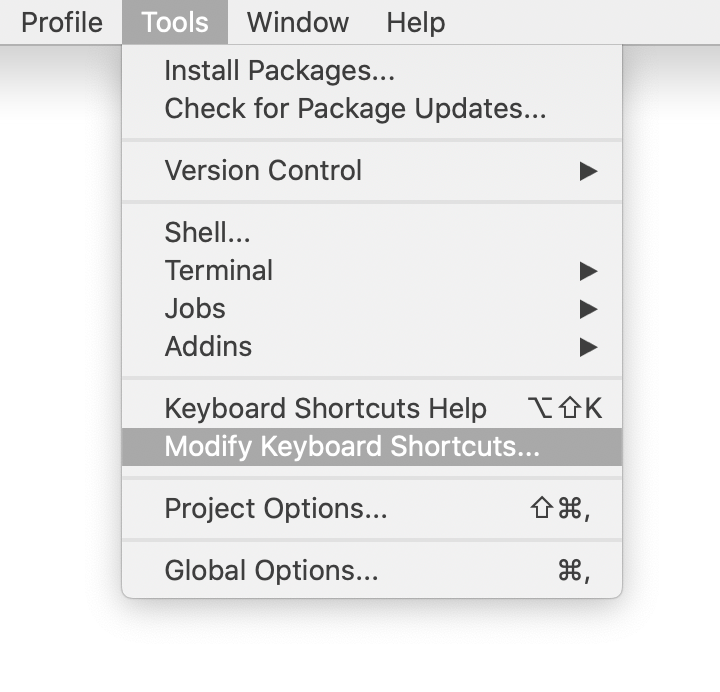 Profile Tools Window Help
Install Packages...
Check for Package Updates...
Version Control ▶
Shell...
Terminal ▶
Jobs ▶
Addins ▶
Keyboard Shortcuts Help ⌥⇧K
Modify Keyboard Shortcuts...
Project Options... ⇧⌘,
Global Options... ⌘,